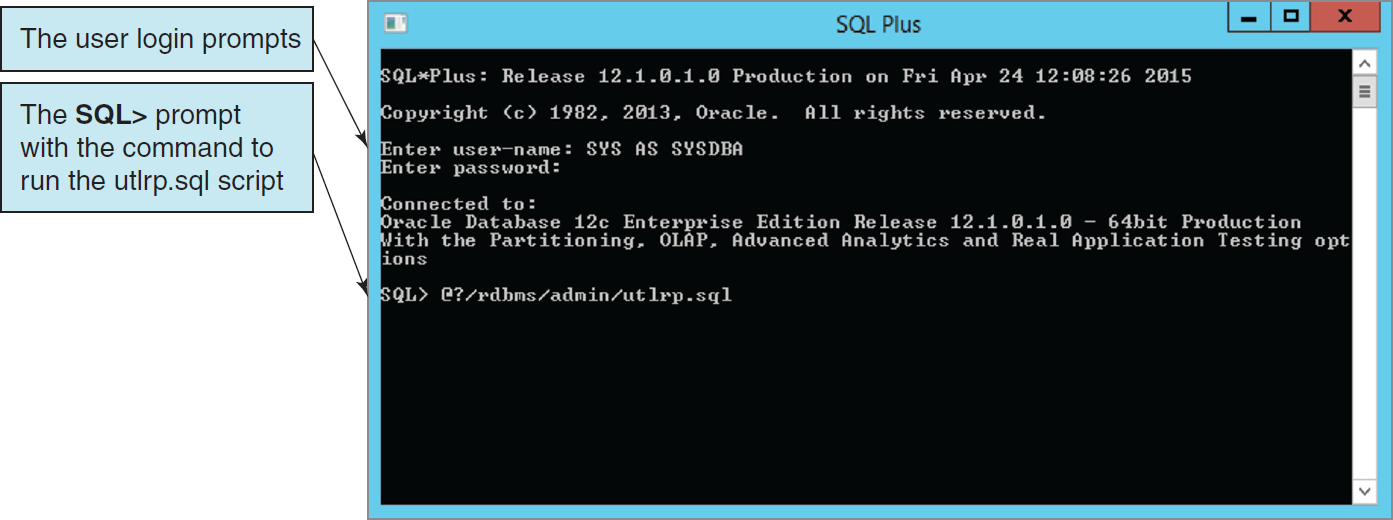 The user login prompts
The SQL> prompt
with the command to
run the utlrp.sql script
SQL Plus
SQL*Plus: Release 12.1.0.1.0 Production on Fri Apr 24 12:08:26 2015
Copyright (c) 1982, 2013, Oracle.  All rights reserved.
Enter user-name: SYS AS SYSDBA
Enter password:
Connected to:
Oracle Database 12c Enterprise Edition Release 12.1.0.1.0 - 64bit Production
With the Partitioning, OLAP, Advanced Analytics and Real Application Testing opt
ions
SQL> @?/rdbms/admin/utlrp.sql